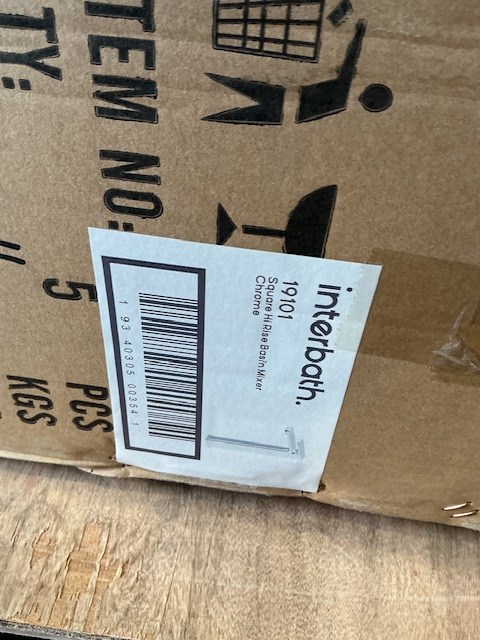 interbath.
19101
Square Hi Rise Basin Mixer
Chrome
1 93 40305 00354 1
TEM NO:
TY: 5 PCS
KGS